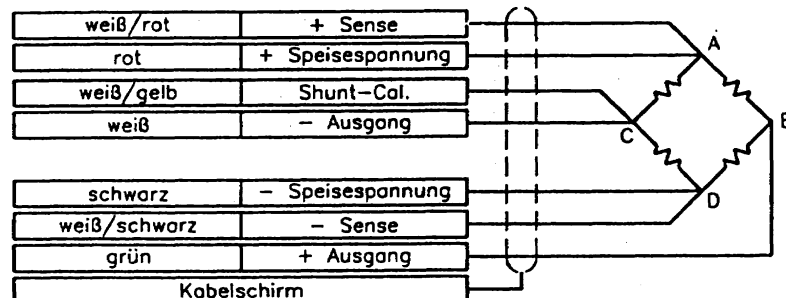 weiß/rot + Sense
rot + Speisespannung
weiß/gelb Shunt-Cal.
weiß - Ausgang
schwarz - Speisespannung
weiß/schwarz - Sense
grün + Ausgang
Kabelschirm
A
B
C
D